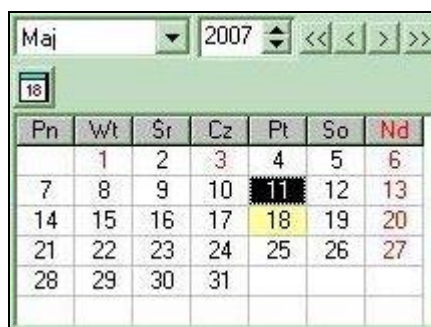 Maj 2007 << < > >>
18
Pn Wt Śr Cz Pt So Nd
1 2 3 4 5 6
7 8 9 10 11 12 13
14 15 16 17 18 19 20
21 22 23 24 25 26 27
28 29 30 31